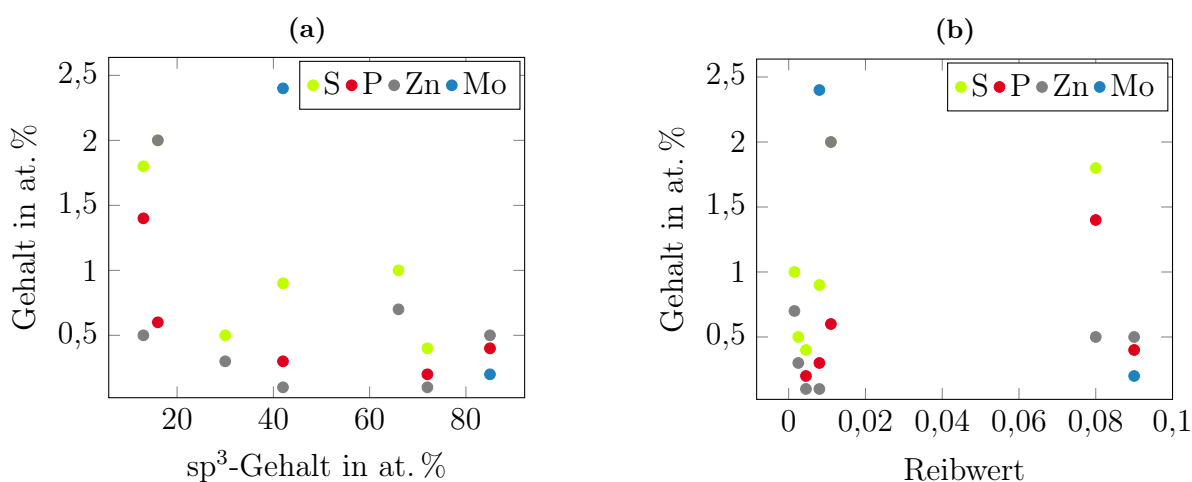 (a)
2,5
2
1,5
1
0,5
20 40 60 80
Gehalt in at. %
sp³-Gehalt in at. %
S P Zn Mo
(b)
2,5
2
1,5
1
0,5
0 0,02 0,04 0,06 0,08 0,1
Gehalt in at. %
Reibwert
S P Zn Mo